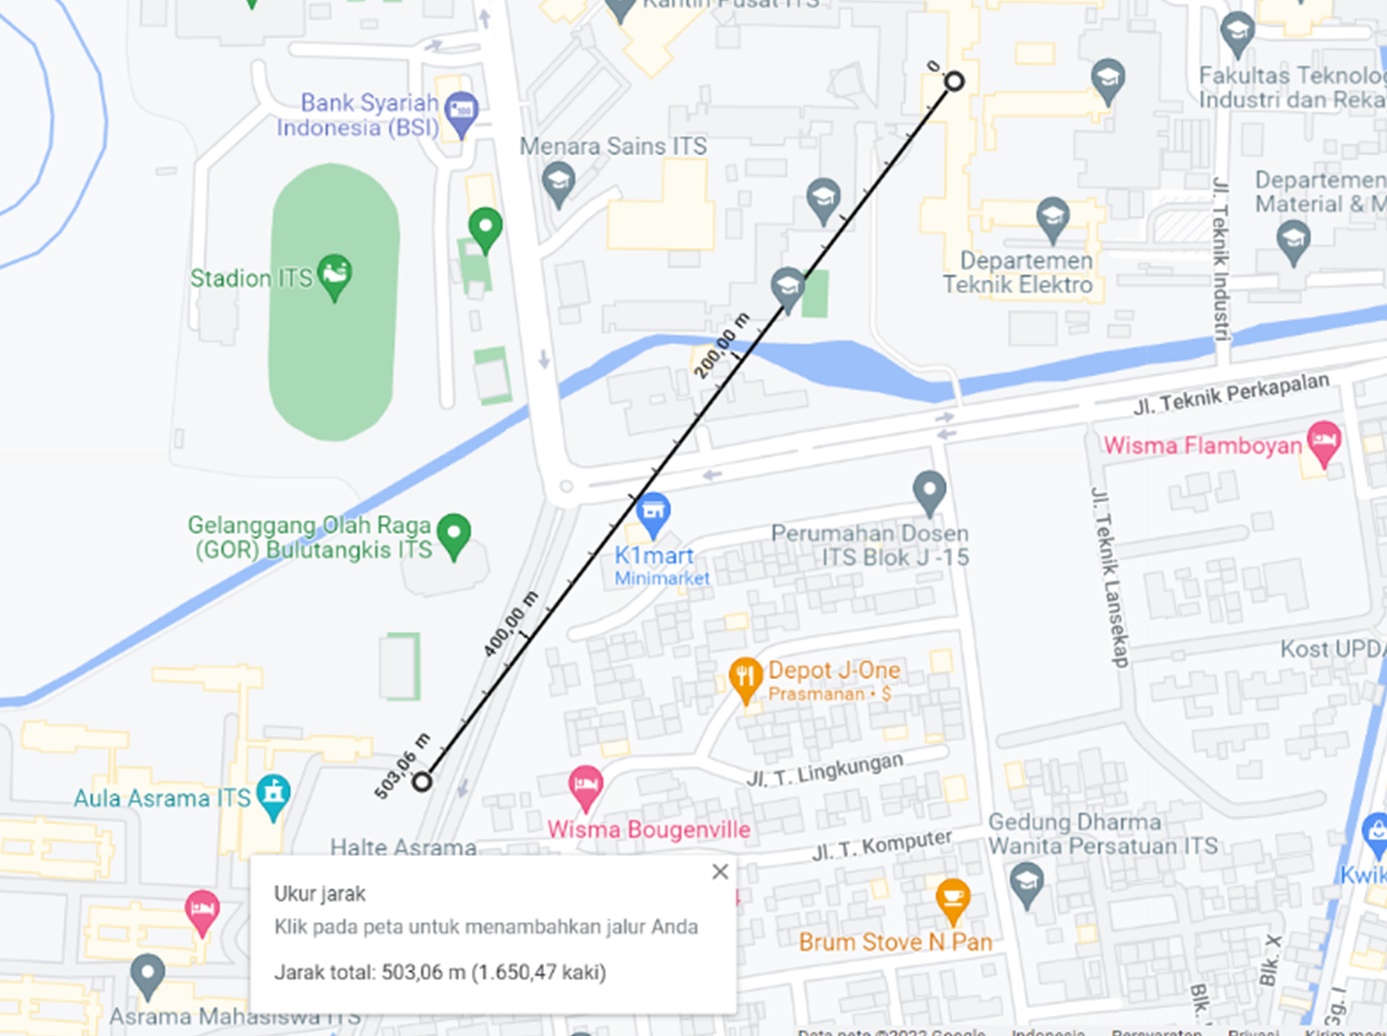 Kantin Pusat ITS
0
Fakultas Teknolog
Industri dan Reka
Bank Syariah
Indonesia (BSI)
Menara Sains ITS
Departemen
Material & M
Jl. Teknik Industri
Stadion ITS
Departemen
Teknik Elektro
200,00 m
Jl. Teknik Perkapalan
Wisma Flamboyan
Gelanggang Olah Raga
(GOR) Bulutangkis ITS
K1mart
Minimarket
Perumahan Dosen
ITS Blok J -15
Jl. Teknik Lansekap
400,00 m
Kost UPDA
Depot J-One
Prasmanan • $
503,06 m
Jl. T. Lingkungan
Aula Asrama ITS
Wisma Bougenville
Halte Asrama
Jl. T. Komputer
Gedung Dharma
Wanita Persatuan ITS
Kwik
Ukur jarak
Klik pada peta untuk menambahkan jalur Anda
Jarak total: 503,06 m (1.650,47 kaki)
4
Brum Stove N Pan
Blk. X
Blk.
Gg. I
Asrama Mahasiswa ITS
Data peta ©2022 Google Indonesia Persyaratan Privasi